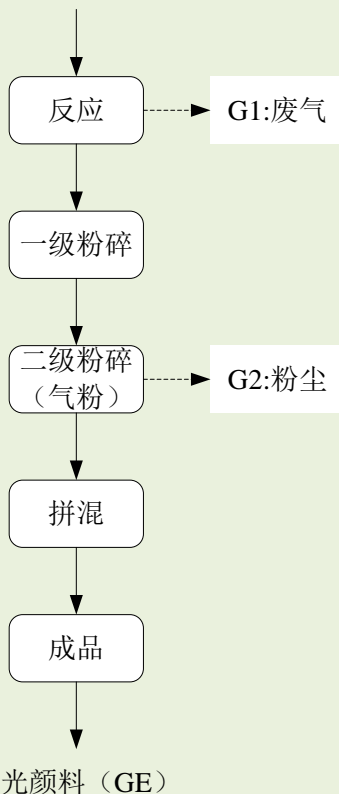 反应
G1:废气
一级粉碎
二级粉碎
（气粉）
G2:粉尘
拼混
成品
光颜料（GE）